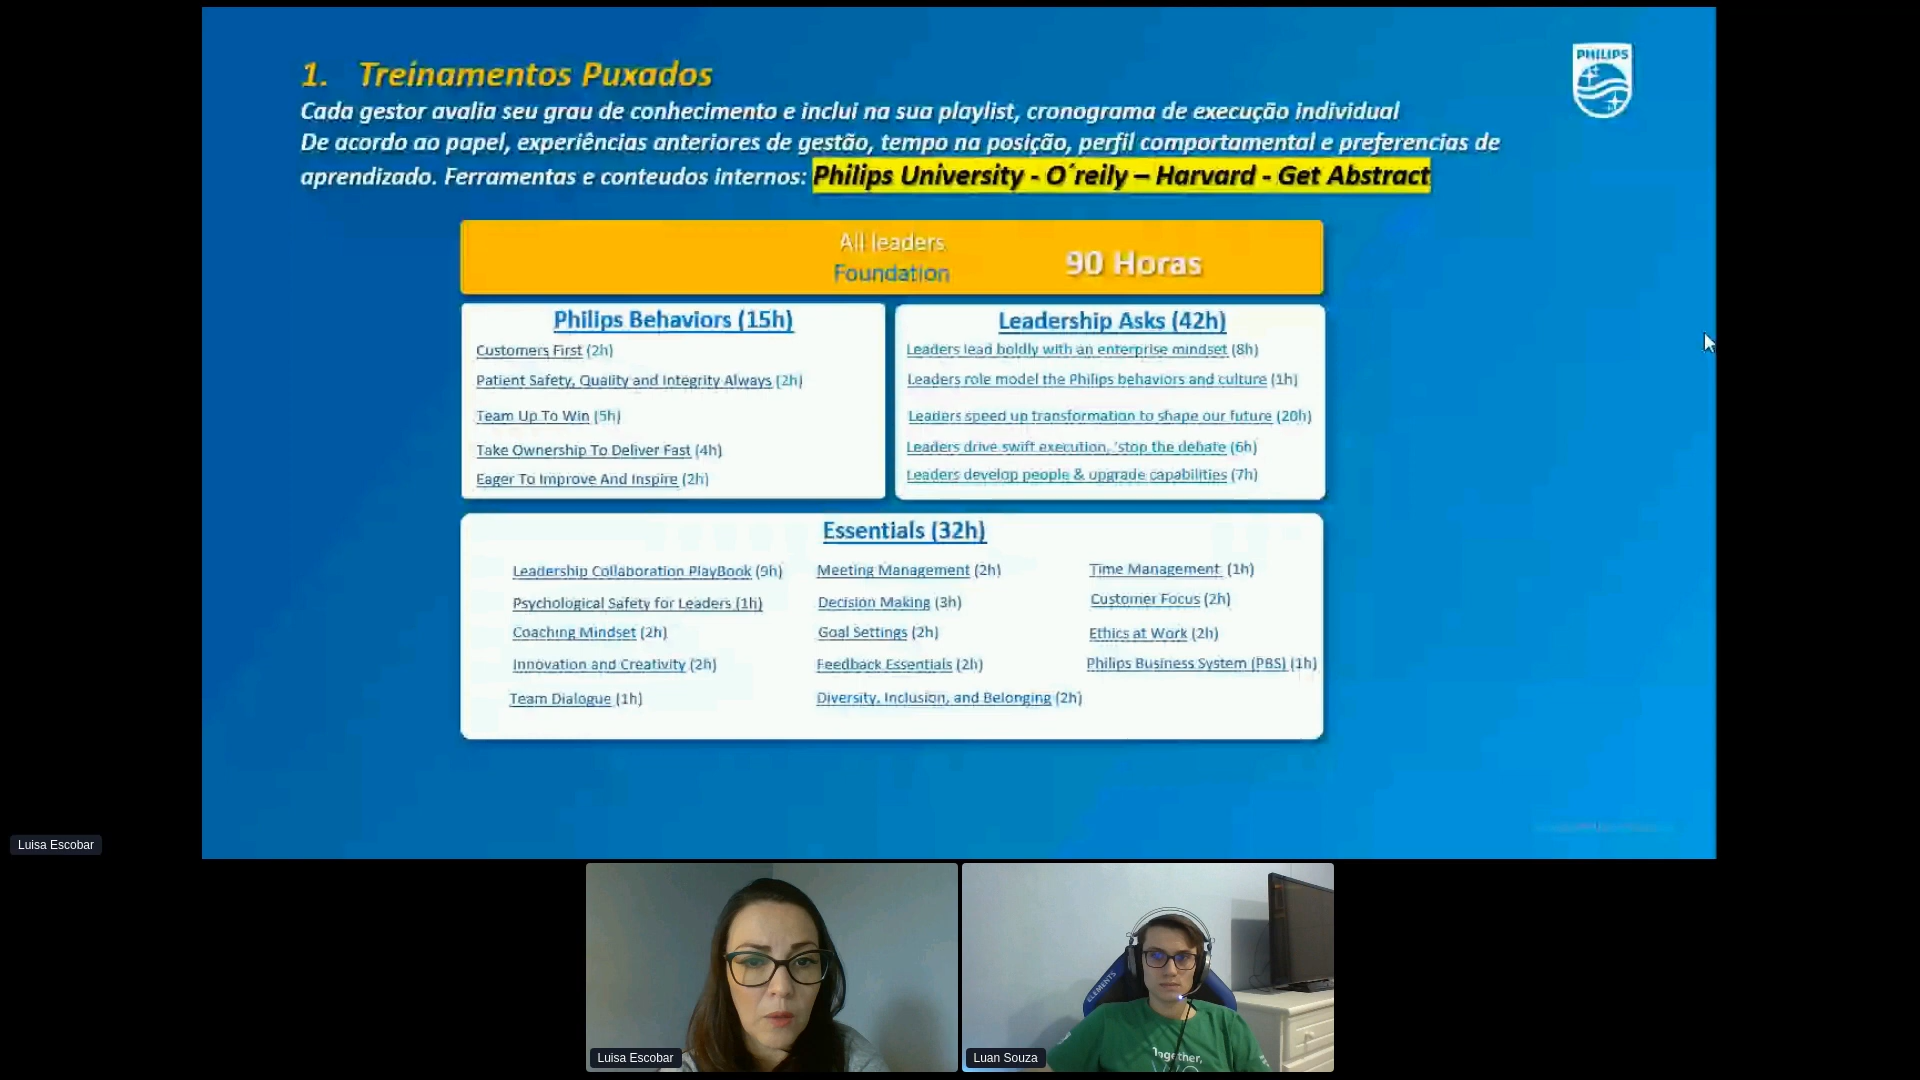 PHILIPS
1. Treinamentos Puxados
Cada gestor avalia seu grau de conhecimento e inclui na sua playlist, cronograma de execução individual
De acordo ao papel, experiências anteriores de gestão, tempo na posição, perfil comportamental e preferencias de
aprendizado. Ferramentas e conteudos internos: Philips University - O´reily – Harvard - Get Abstract
All leaders
Foundation
90 Horas
Philips Behaviors (15h)
Customers First (2h)
Patient Safety, Quality and Integrity Always (2h)
Team Up To Win (5h)
Take Ownership To Deliver Fast (4h)
Eager To Improve And Inspire (2h)
Leadership Asks (42h)
Leaders lead boldly with an enterprise mindset (8h)
Leaders role model the Philips behaviors and culture (1h)
Leaders speed up transformation to shape our future (20h)
Leaders drive swift execution, 'stop the debate (6h)
Leaders develop people & upgrade capabilities (7h)
Essentials (32h)
Leadership Collaboration PlayBook (9h)
Psychological Safety for Leaders (1h)
Coaching Mindset (2h)
Innovation and Creativity (2h)
Team Dialogue (1h)
Meeting Management (2h)
Decision Making (3h)
Goal Settings (2h)
Feedback Essentials (2h)
Diversity, Inclusion, and Belonging (2h)
Time Management (1h)
Customer Focus (2h)
Ethics at Work (2h)
Philips Business System (PBS) (1h)
Luisa Escobar
Luisa Escobar
ELEMENTS
Together,
Luan Souza